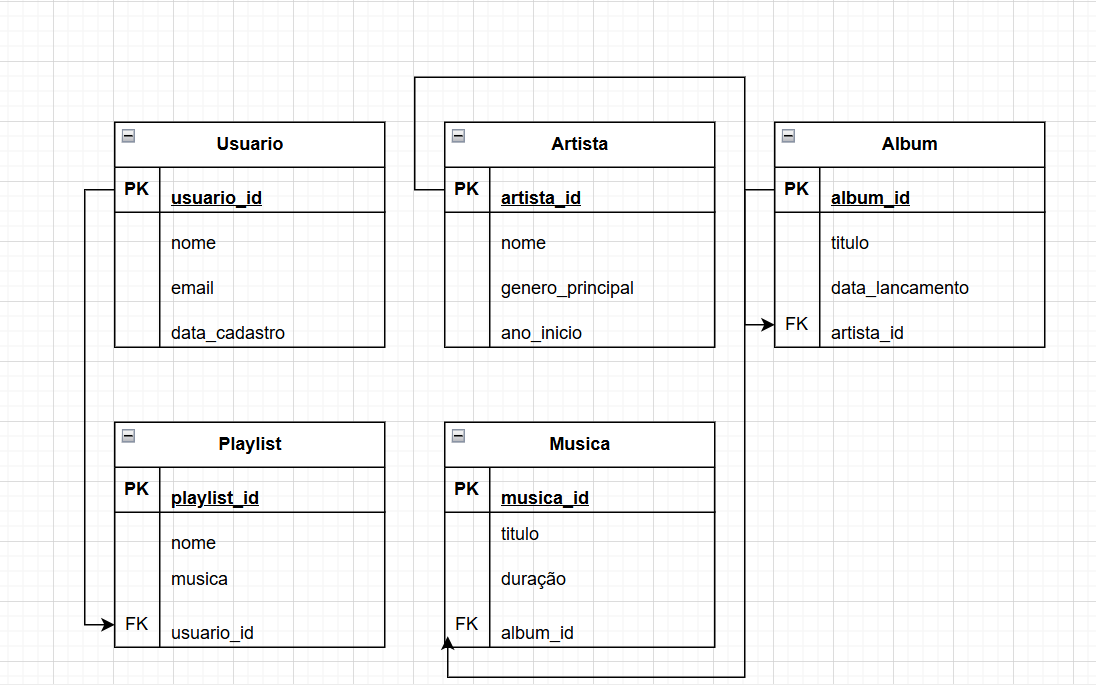 Usuario
PK usuario_id
nome
email
data_cadastro
Artista
PK artista_id
nome
genero_principal
ano_inicio
Album
PK album_id
titulo
data_lancamento
FK artista_id
Playlist
PK playlist_id
nome
musica
FK usuario_id
Musica
PK musica_id
titulo
duração
FK album_id